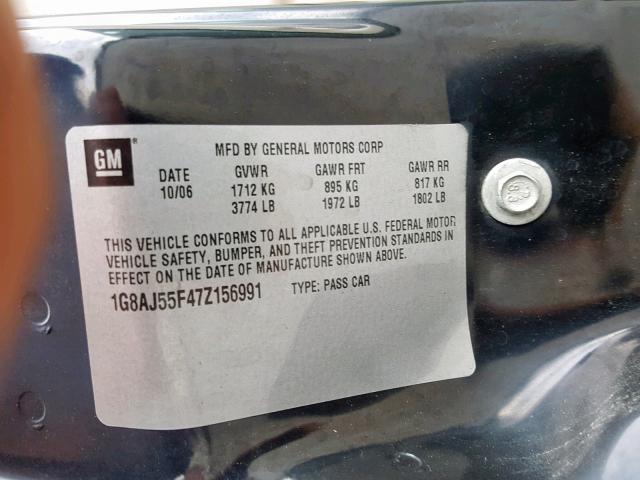 GM
®
MFD BY GENERAL MOTORS CORP
DATE GVWR GAWR FRT GAWR RR
10/06 1712 KG 895 KG 817 KG
3774 LB 1972 LB 1802 LB
THIS VEHICLE CONFORMS TO ALL APPLICABLE U.S. FEDERAL MOTOR
VEHICLE SAFETY, BUMPER, AND THEFT PREVENTION STANDARDS IN
EFFECT ON THE DATE OF MANUFACTURE SHOWN ABOVE.
1G8AJ55F47Z156991 TYPE: PASS CAR